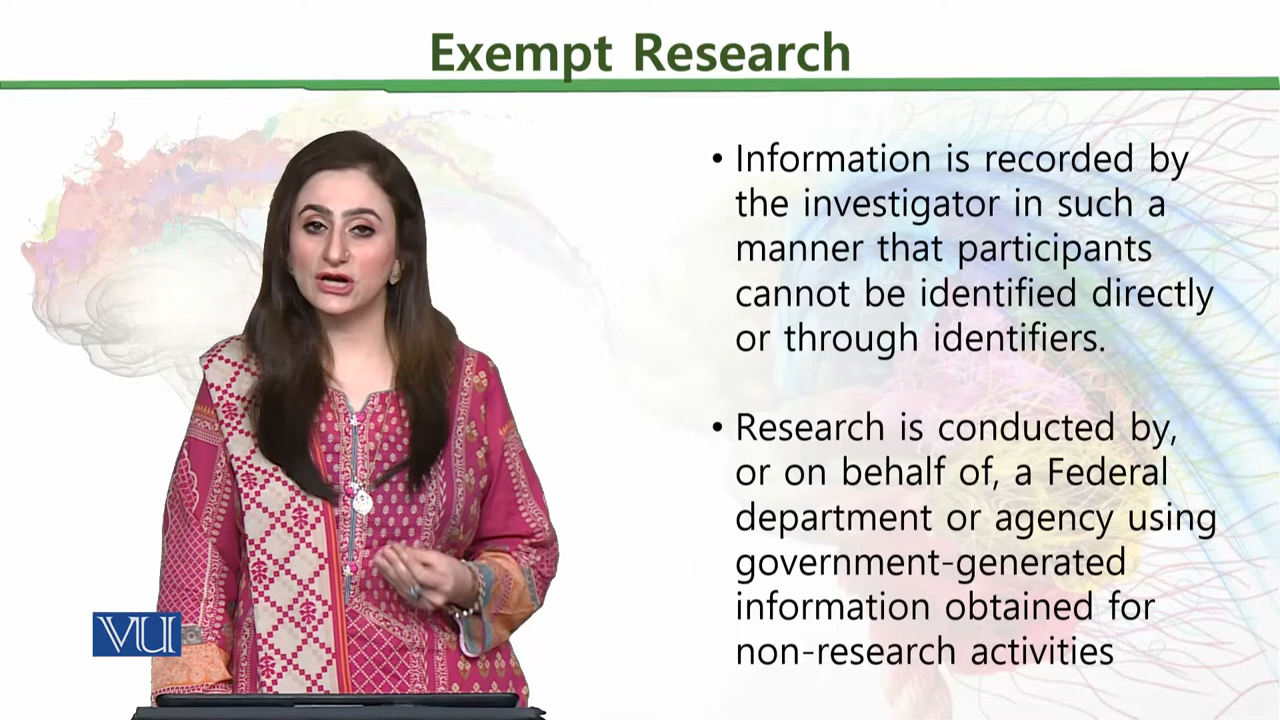 Exempt Research
• Information is recorded by
the investigator in such a
manner that participants
cannot be identified directly
or through identifiers.
• Research is conducted by,
or on behalf of, a Federal
department or agency using
government-generated
information obtained for
non-research activities
VU